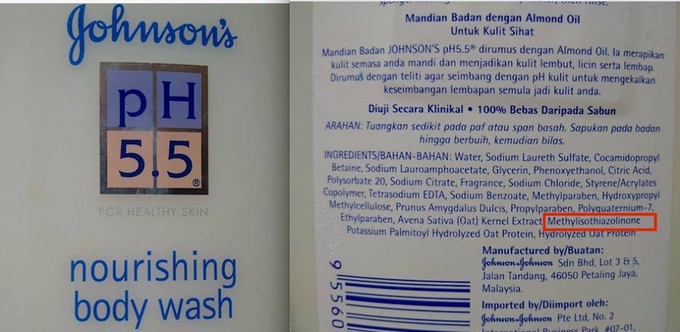 Johnson's
pH
5.5®
FOR HEALTHY SKIN
nourishing
body wash
Mandian Badan dengan Almond Oil
Untuk Kulit Sihat
Mandian Badan JOHNSON'S pH5.5® dirumus dengan Almond Oil. Ia merapikan
kulit semasa anda mandi dan menjadikan kulit lembut, licin serta lembap.
Dirumus dengan teliti agar seimbang dengan pH kulit untuk mengekalkan
keseimbangan lembapan semula jadi kulit anda.
Diuji Secara Klinikal • 100% Bebas Daripada Sabun
ARAHAN: Tuangkan sedikit pada paf atau span basah. Sapukan pada badan
hingga berbuih, kemudian bilas.
INGREDIENTS/BAHAN-BAHAN: Water, Sodium Laureth Sulfate, Cocamidopropyl
Betaine, Sodium Lauroamphoacetate, Glycerin, Phenoxyethanol, Citric Acid,
Polysorbate 20, Sodium Citrate, Fragrance, Sodium Chloride, Styrene/Acrylates
Copolymer, Tetrasodium EDTA, Sodium Benzoate, Methylparaben, Hydroxypropyl
Methylcellulose, Prunus Amygdalus Dulcis, Propylparaben, Polyquaternium-7,
Ethylparaben, Avena Sativa (Oat) Kernel Extract, Methylisothiazolinone
Potassium Palmitoyl Hydrolyzed Oat Protein, Hydrolyzed Oat Protein
Manufactured by/Buatan:
Johnson & Johnson Sdn Bhd, Lot 3 & 5,
Jalan Tandang, 46050 Petaling Jaya,
Malaysia.
Imported by/Diimport oleh:
Johnson & Johnson Pte Ltd, No. 2
International Business Park #07-01,
9 5560